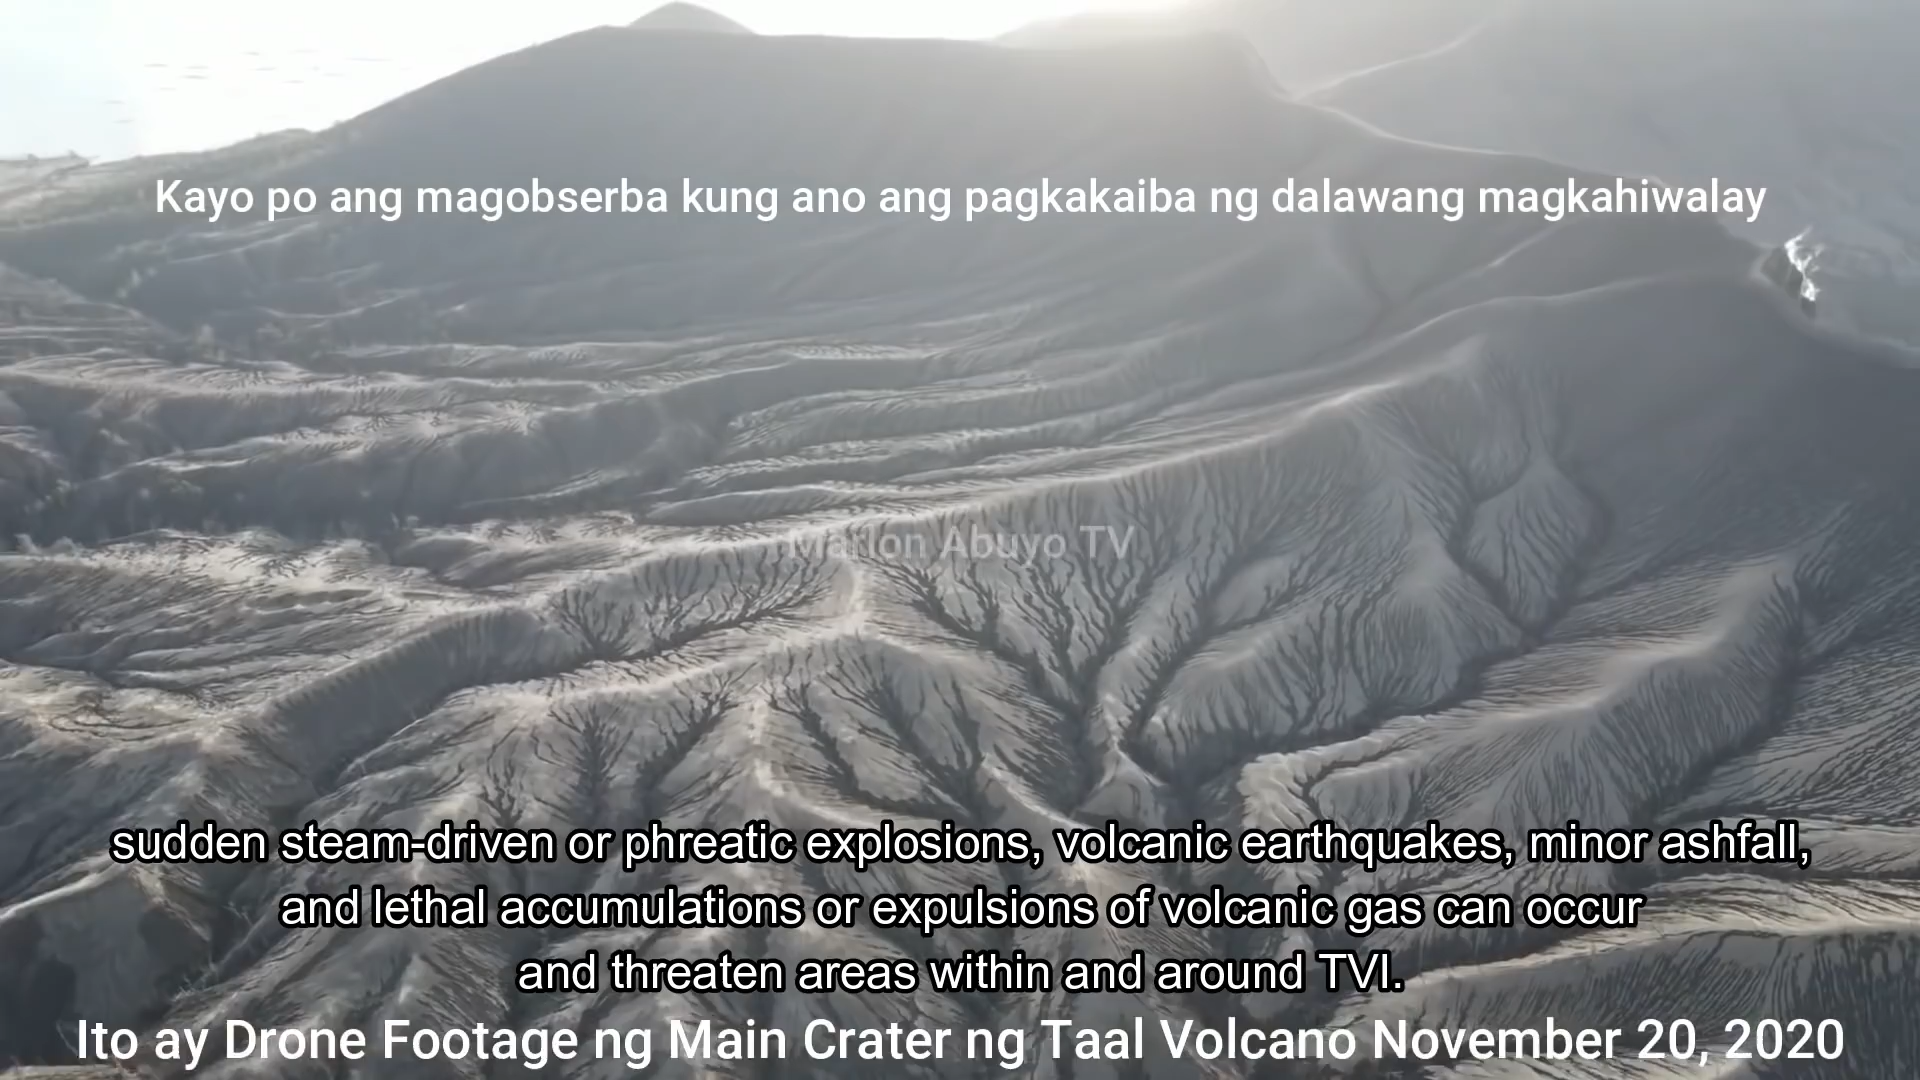 Kayo po ang magobserba kung ano ang pagkakaiba ng dalawang magkahiwalay
Marlon Abuyo TV
sudden steam-driven or phreatic explosions, volcanic earthquakes, minor ashfall,
and lethal accumulations or expulsions of volcanic gas can occur
and threaten areas within and around TVI.
Ito ay Drone Footage ng Main Crater ng Taal Volcano November 20, 2020